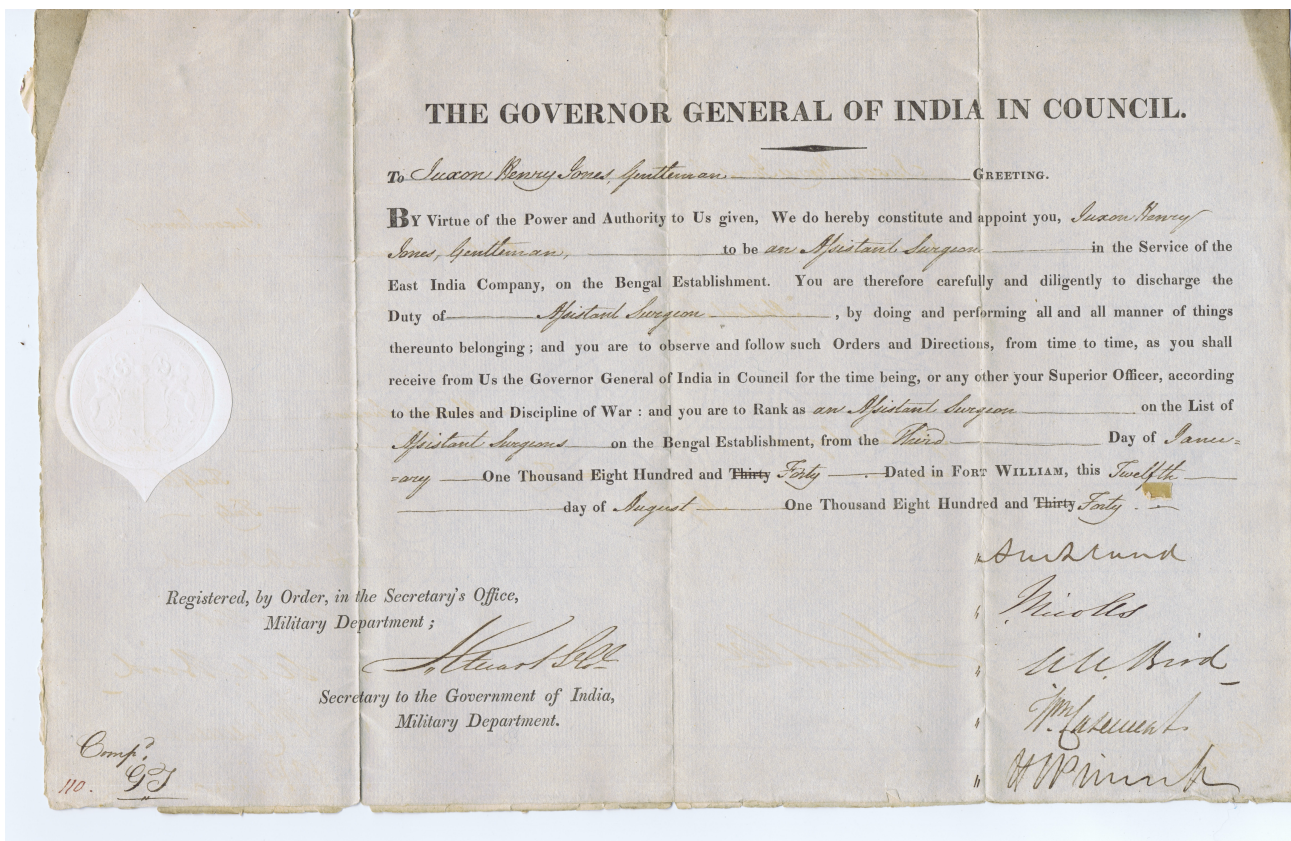 THE GOVERNOR GENERAL OF INDIA IN COUNCIL.
To Juxon Henry Jones, Gentleman GREETING.
BY Virtue of the Power and Authority to Us given, We do hereby constitute and appoint you, Juxon Henry
Jones, Gentleman, to be an Assistant Surgeon in the Service of the
East India Company, on the Bengal Establishment. You are therefore carefully and diligently to discharge the
Duty of Assistant Surgeon, by doing and performing all and all manner of things
thereunto belonging; and you are to observe and follow such Orders and Directions, from time to time, as you shall
receive from Us the Governor General of India in Council for the time being, or any other your Superior Officer, according
to the Rules and Discipline of War: and you are to Rank as an Assistant Surgeon on the List of
Assistant Surgeons on the Bengal Establishment, from the Third Day of Janu=
=ary One Thousand Eight Hundred and Thirty Forty. Dated in FORT WILLIAM, this Twelfth
day of August One Thousand Eight Hundred and Thirty Forty.
Auckland
J. Nicolls
W. W. Bird
Wm Casement
Registered, by Order, in the Secretary's Office,
Military Department;
J Stuart
Secretary to the Government of India,
Military Department.
Compd.
110. GT